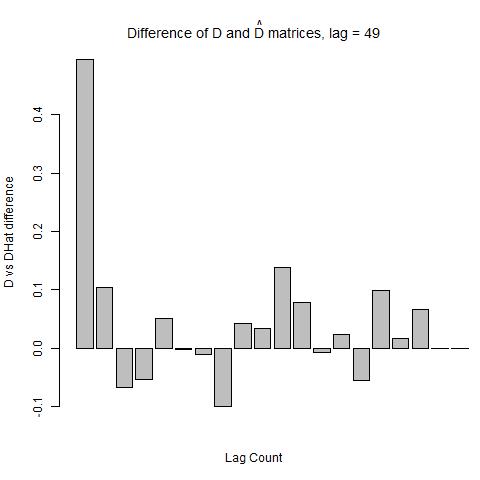 Difference of D and D̂ matrices, lag = 49
D vs DHat difference
0.4
0.3
0.2
0.1
0.0
-0.1
Lag Count